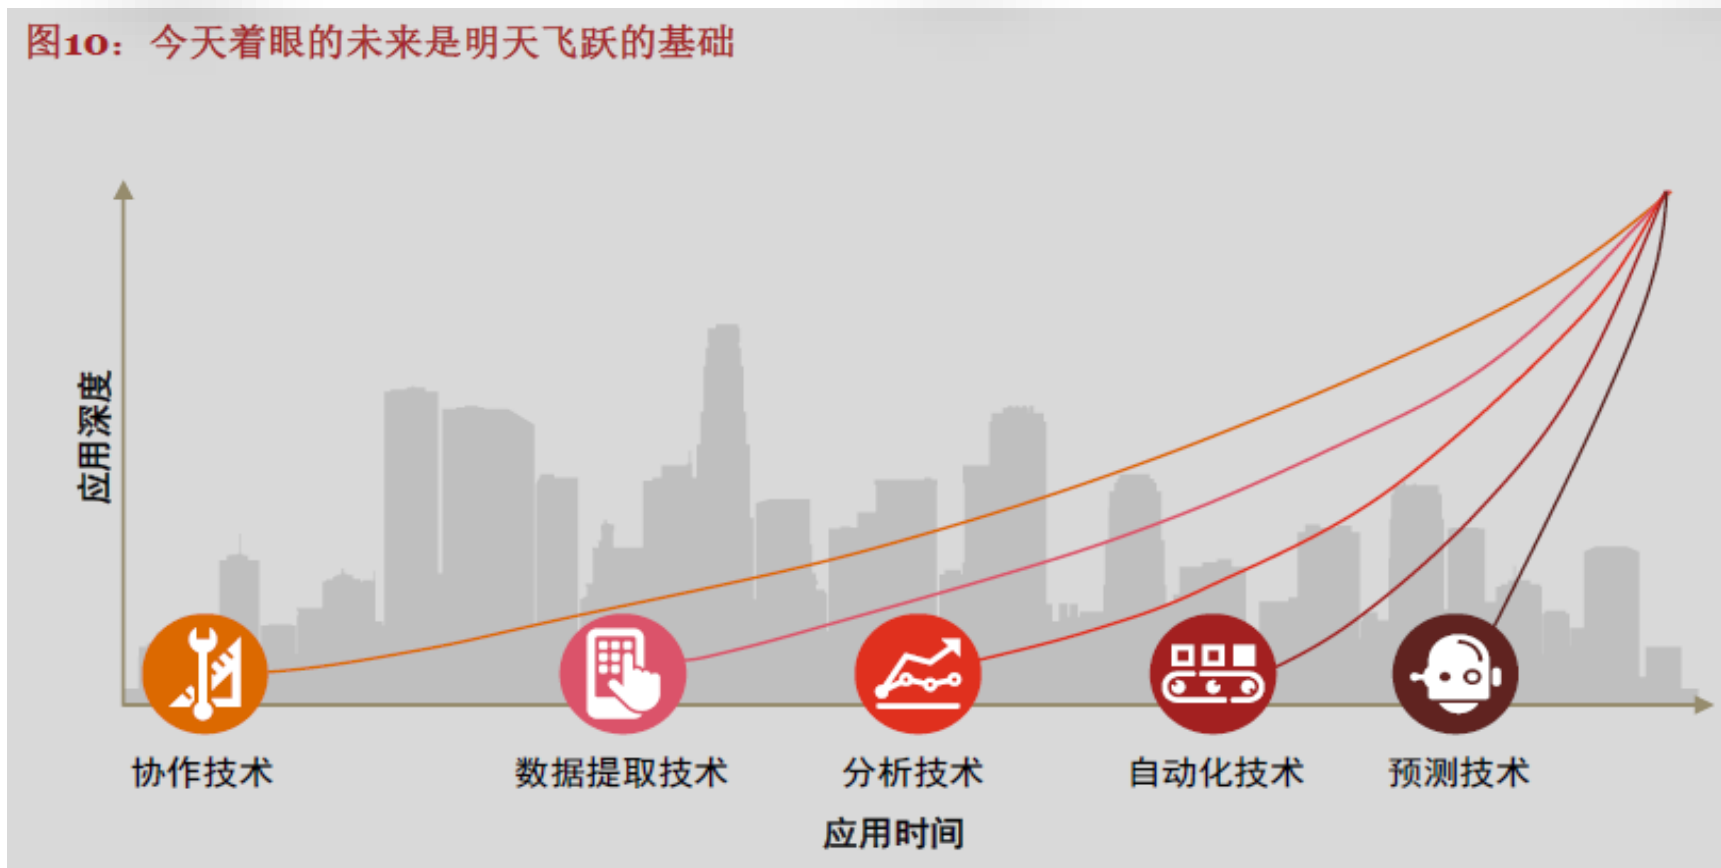 图10：今天着眼的未来是明天飞跃的基础
应用深度
协作技术
数据提取技术
分析技术
自动化技术
预测技术
应用时间